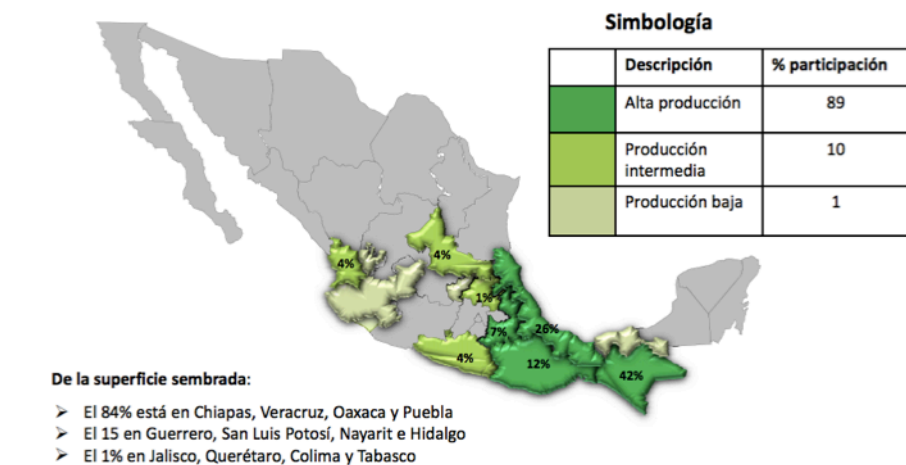 Simbología
Descripción % participación
Alta producción 89
Producción
intermedia 10
Producción baja 1
4%
4%
1%
7%
26%
4%
12%
42%
De la superficie sembrada:
➢ El 84% está en Chiapas, Veracruz, Oaxaca y Puebla
➢ El 15 en Guerrero, San Luis Potosí, Nayarit e Hidalgo
➢ El 1% en Jalisco, Querétaro, Colima y Tabasco